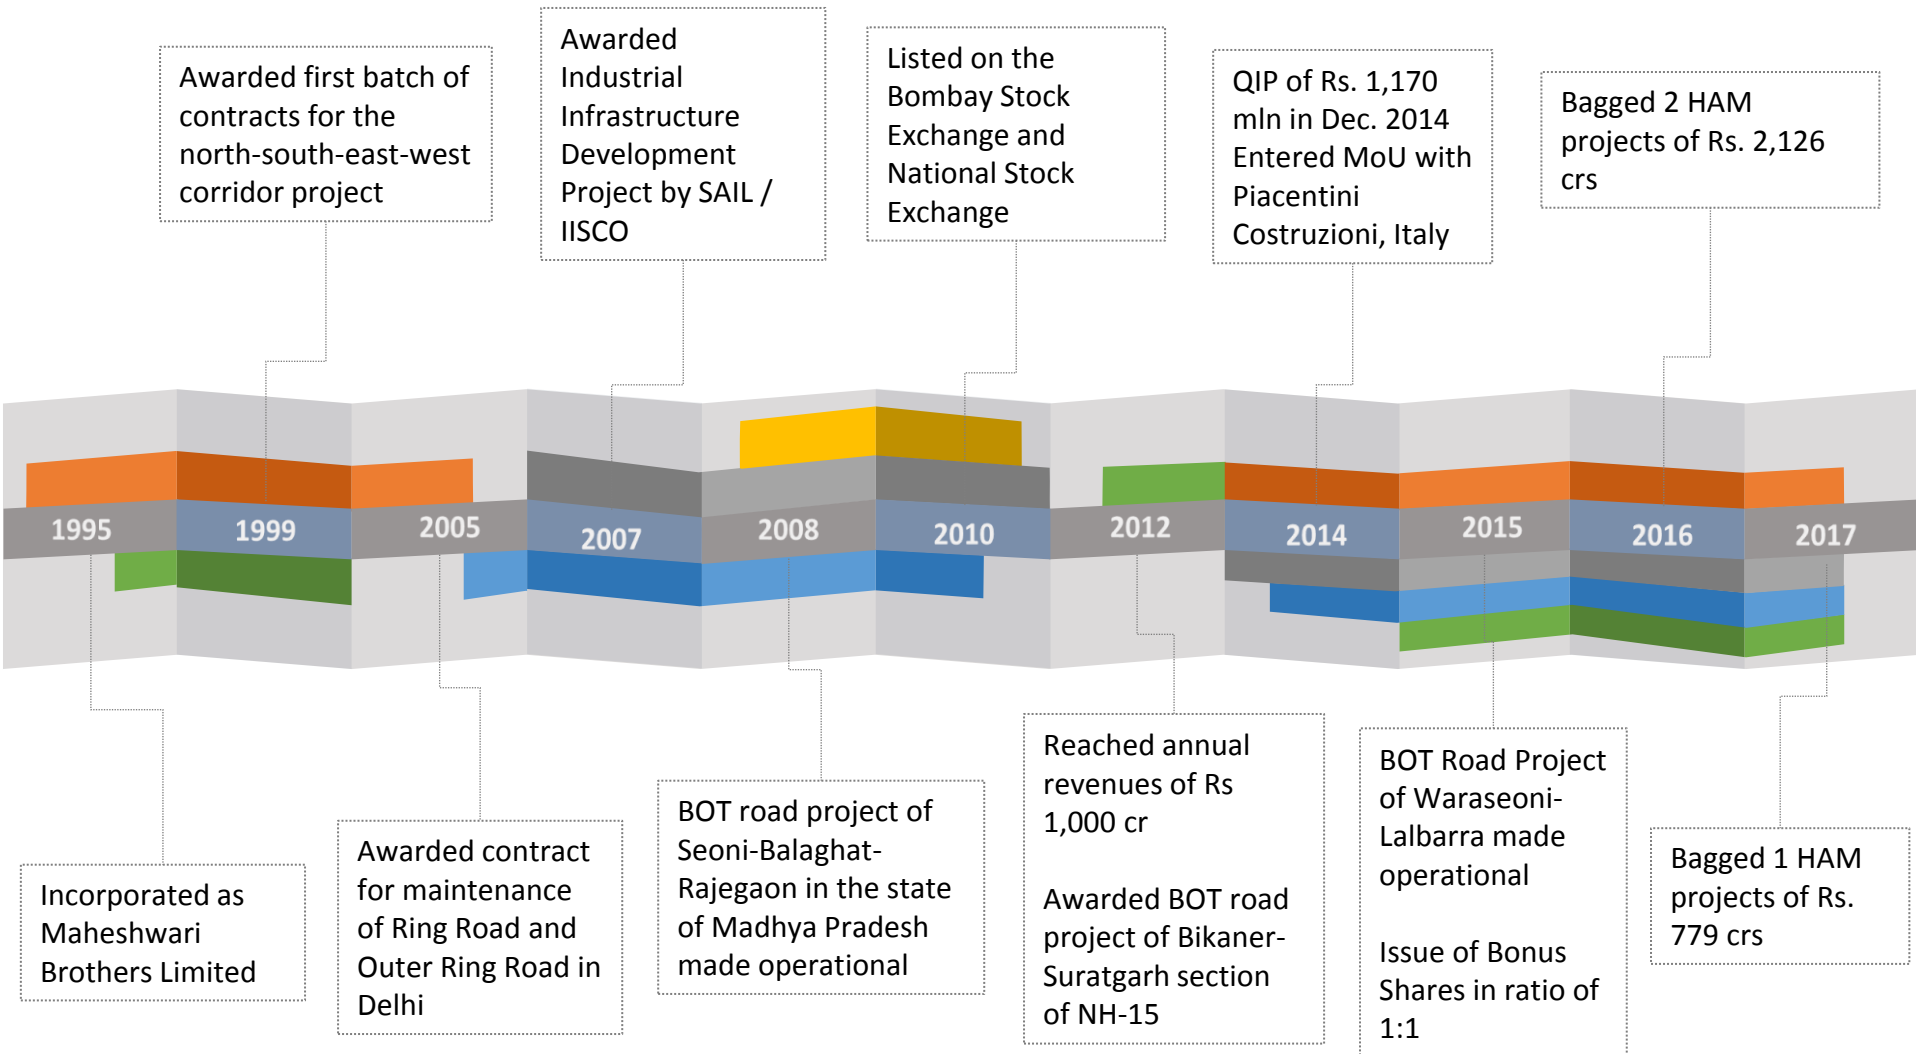 Awarded first batch of
contracts for the
north-south-east-west
corridor project
Awarded
Industrial
Infrastructure
Development
Project by SAIL /
IISCO
Listed on the
Bombay Stock
Exchange and
National Stock
Exchange
QIP of Rs. 1,170
mln in Dec. 2014
Entered MoU with
Piacentini
Costruzioni, Italy
Bagged 2 HAM
projects of Rs. 2,126
crs
1995
1999
2005
2007
2008
2010
2012
2014
2015
2016
2017
Incorporated as
Maheshwari
Brothers Limited
Awarded contract
for maintenance
of Ring Road and
Outer Ring Road in
Delhi
BOT road project of
Seoni-Balaghat-
Rajegaon in the state
of Madhya Pradesh
made operational
Reached annual
revenues of Rs
1,000 cr
Awarded BOT road
project of Bikaner-
Suratgarh section
of NH-15
BOT Road Project
of Waraseoni-
Lalbarra made
operational
Issue of Bonus
Shares in ratio of
1:1
Bagged 1 HAM
projects of Rs.
779 crs